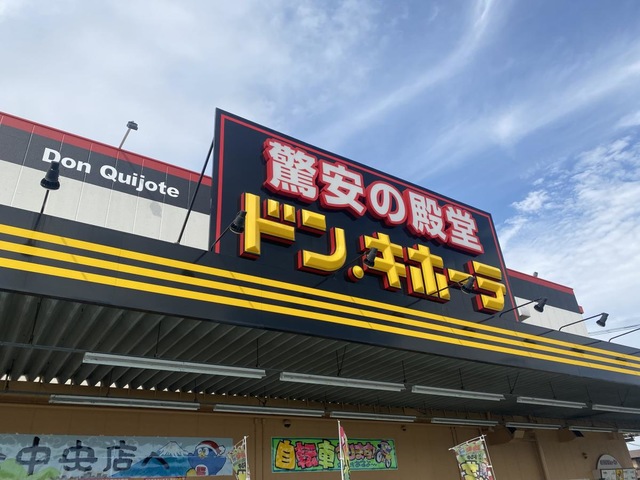 Don Quijote
驚安の殿堂
ドン.キホーテ
中央店へ
自転車